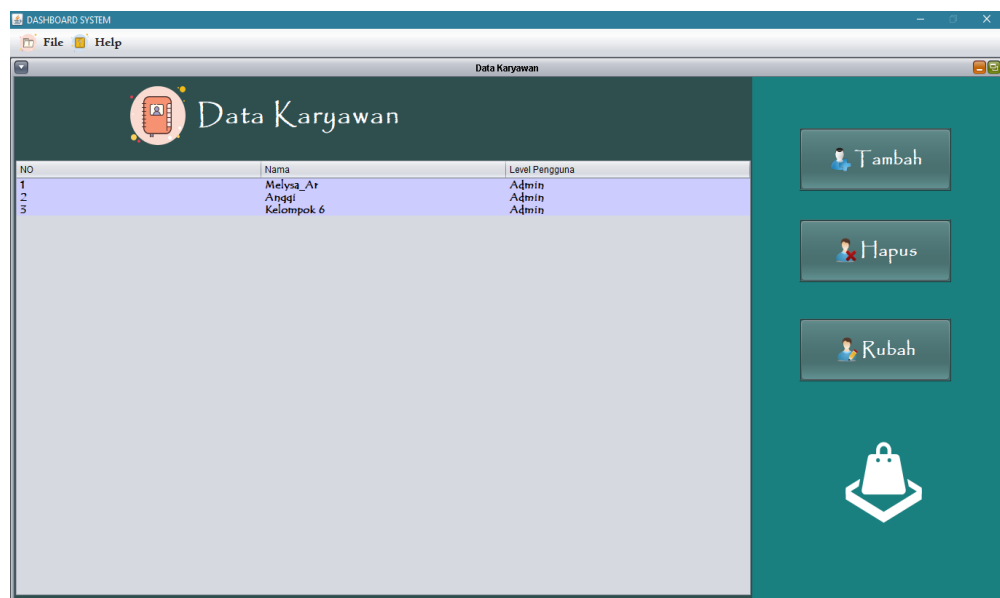 DASHBOARD SYSTEM
File Help
Data Karyawan
Data Karyawan
NO Nama Level Pengguna
1 Melysa_Ar Admin
2 Anggi Admin
3 Kelompok 6 Admin
Tambah
Hapus
Rubah